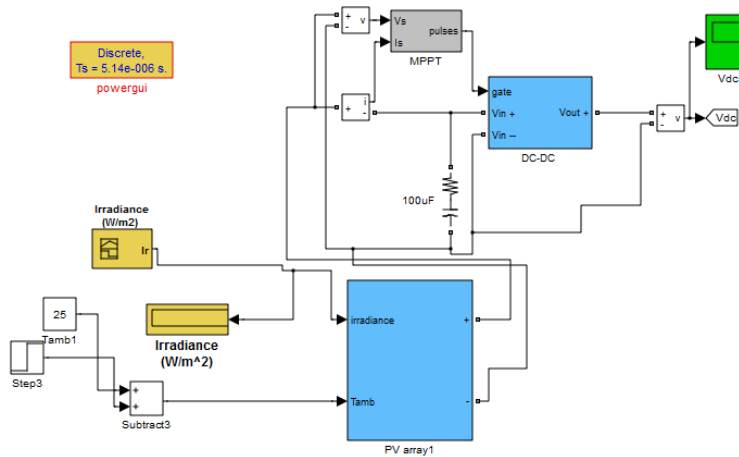 Discrete,
Ts = 5.14e-006 s.
powergui
+
-
v
Vs
Is
pulses
MPPT
+
i
-
gate
Vin +
Vin --
Vout +
DC-DC
+
-
v
Vdc
Vdc
100uF
Irradiance
(W/m2)
Ir
Irradiance
(W/m^2)
25
Tamb1
Step3
+
+
Subtract3
irradiance
Tamb
+
-
PV array1